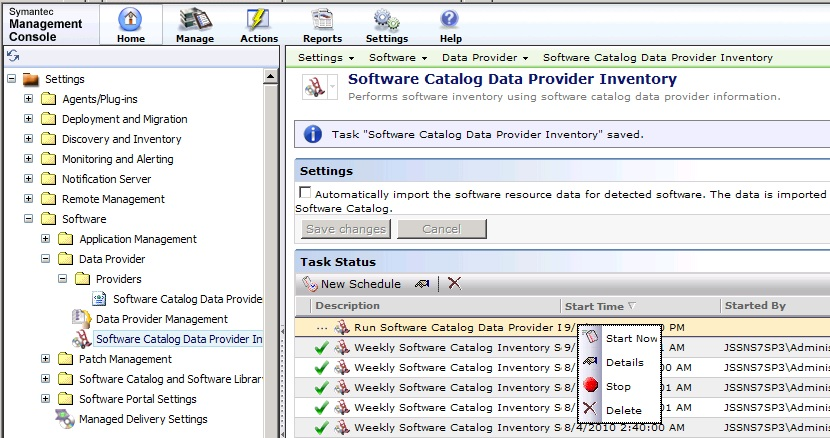 Symantec
Management
Console
Home
Manage
Actions
Reports
Settings
Help
Settings
Agents/Plug-ins
Deployment and Migration
Discovery and Inventory
Monitoring and Alerting
Notification Server
Remote Management
Software
Application Management
Data Provider
Providers
Software Catalog Data Provide
Data Provider Management
Software Catalog Data Provider In
Patch Management
Software Catalog and Software Librar
Software Portal Settings
Managed Delivery Settings
Settings Software Data Provider Software Catalog Data Provider Inventory
Software Catalog Data Provider Inventory
Performs software inventory using software catalog data provider information.
Task "Software Catalog Data Provider Inventory" saved.
Settings
Automatically import the software resource data for detected software. The data is imported
Software Catalog.
Save changes Cancel
Task Status
New Schedule
Description Start Time Started By
... Run Software Catalog Data Provider I 9/ PM
Weekly Software Catalog Inventory S 9/ 1 AM JSSNS7SP3\Adminis
Weekly Software Catalog Inventory S 8/ 00 AM JSSNS7SP3\Adminis
Weekly Software Catalog Inventory S 8/ 01 AM JSSNS7SP3\Adminis
Weekly Software Catalog Inventory S 8/ 01 AM JSSNS7SP3\Adminis
Weekly Software Catalog Inventory S 8/4/2010 2:40:00 AM JSSNS7SP3\Adminis
Start Now
Details
Stop
Delete